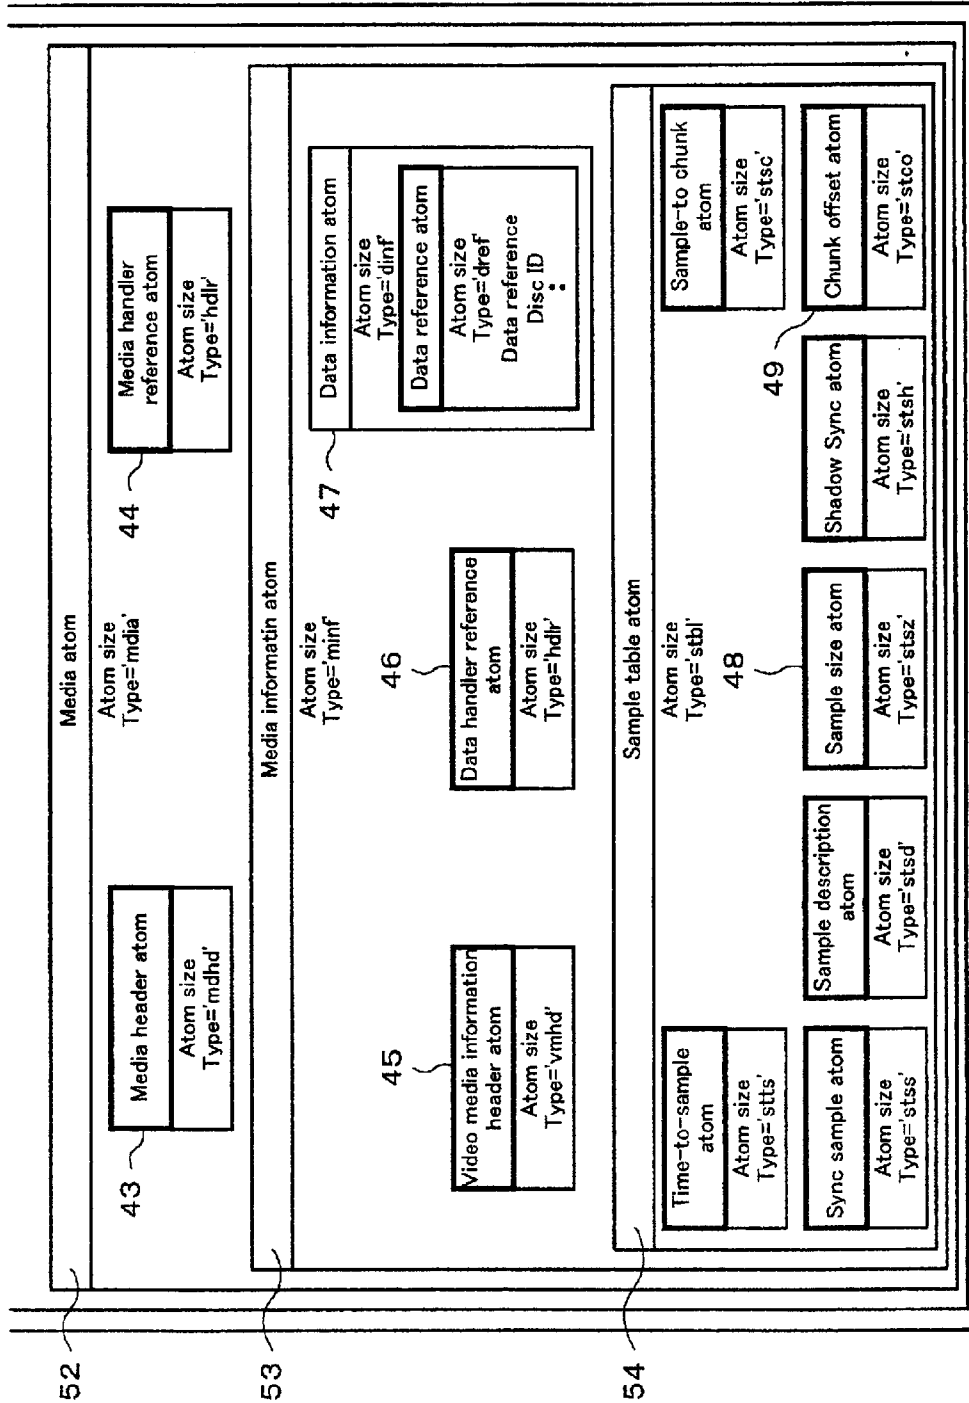 52
Media atom
Atom size
Type='mdia'
43
Media header atom
Atom size
Type='mdhd'
44
Media handler
reference atom
Atom size
Type='hdlr'
53
Media informatin atom
Atom size
Type='minf'
45
Video media information
header atom
Atom size
Type='vmhd'
46
Data handler reference
atom
Atom size
Type='hdlr'
47
Data information atom
Atom size
Type='dinf'
Data reference atom
Atom size
Type='dref'
Data reference
Disc ID
54
Sample table atom
Atom size
Type='stbl'
Time-to-sample
atom
Atom size
Type='stts'
Sample-to chunk
atom
Atom size
Type='stsc'
Sync sample atom
Atom size
Type='stss'
Sample description
atom
Atom size
Type='stsd'
48
Sample size atom
Atom size
Type='stsz'
Shadow Sync atom
Atom size
Type='stsh'
49
Chunk offset atom
Atom size
Type='stco'